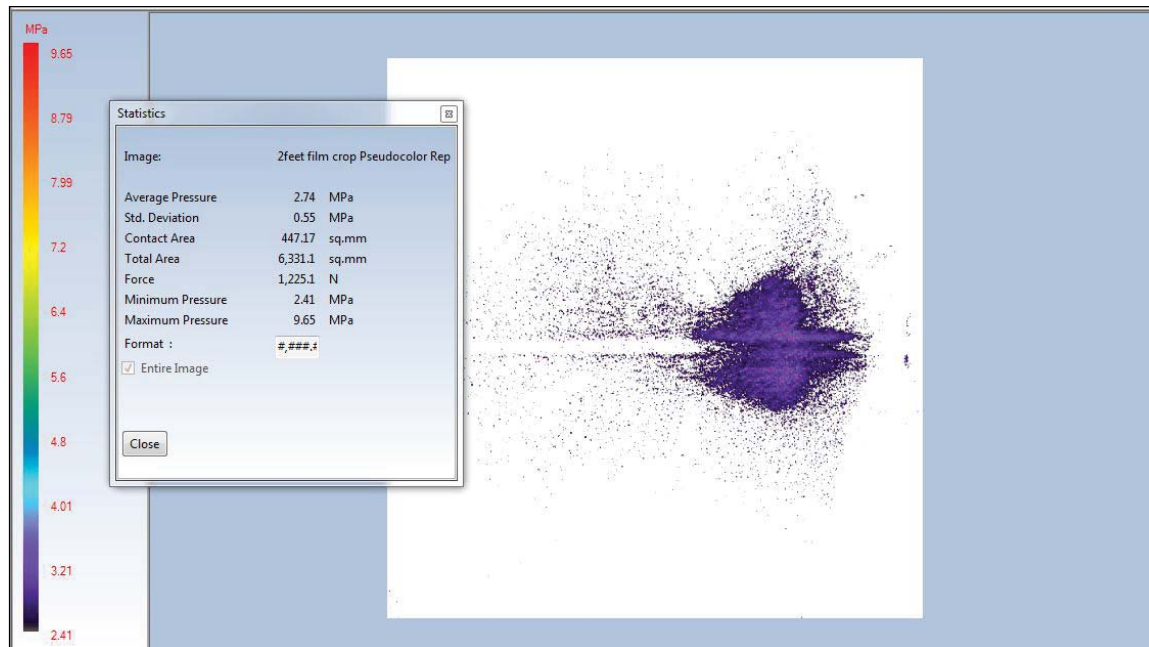 MPa
9.65
8.79
7.99
7.2
6.4
5.6
4.8
4.01
3.21
2.41
Statistics
Image: 2feet film crop Pseudocolor Rep
Average Pressure 2.74 MPa
Std. Deviation 0.55 MPa
Contact Area 447.17 sq.mm
Total Area 6,331.1 sq.mm
Force 1,225.1 N
Minimum Pressure 2.41 MPa
Maximum Pressure 9.65 MPa
Format : #,###.#
Entire Image
Close